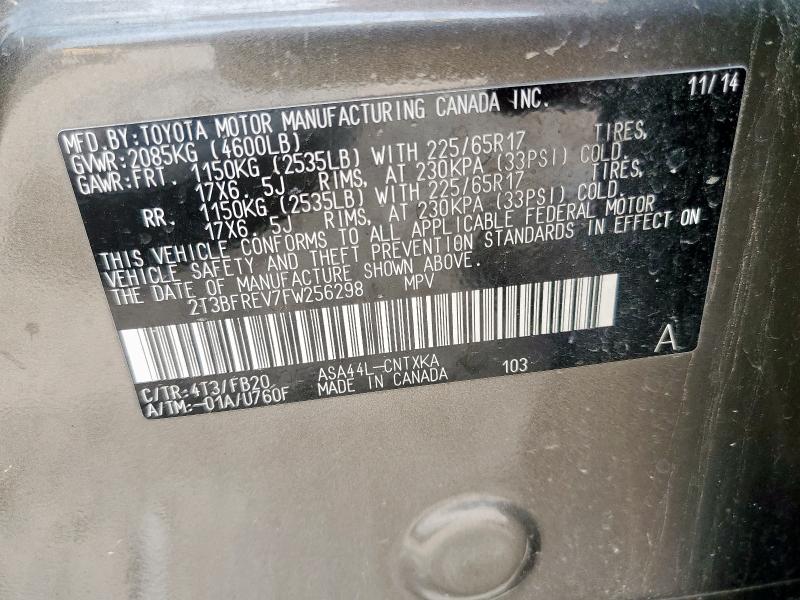 11/14
MFD.BY:TOYOTA MOTOR MANUFACTURING CANADA INC.
GVWR:2085KG (4600LB)
GAWR:FRT. 1150KG (2535LB) WITH 225/65R17 TIRES,
17X6. 5J RIMS, AT 230KPA (33PSI) COLD
RR. 1150KG (2535LB) WITH 225/65R17 TIRES,
17X6. 5J RIMS, AT 230KPA (33PSI) COLD.
THIS VEHICLE CONFORMS TO ALL APPLICABLE FEDERAL MOTOR
VEHICLE SAFETY AND THEFT PREVENTION STANDARDS IN EFFECT ON
THE DATE OF MANUFACTURE SHOWN ABOVE.
2T3BFREV7FW256298 MPV
A
C/TR:4T3/FB20 ASA44L-CNTXKA 103
A/TM:-01A/U760F MADE IN CANADA